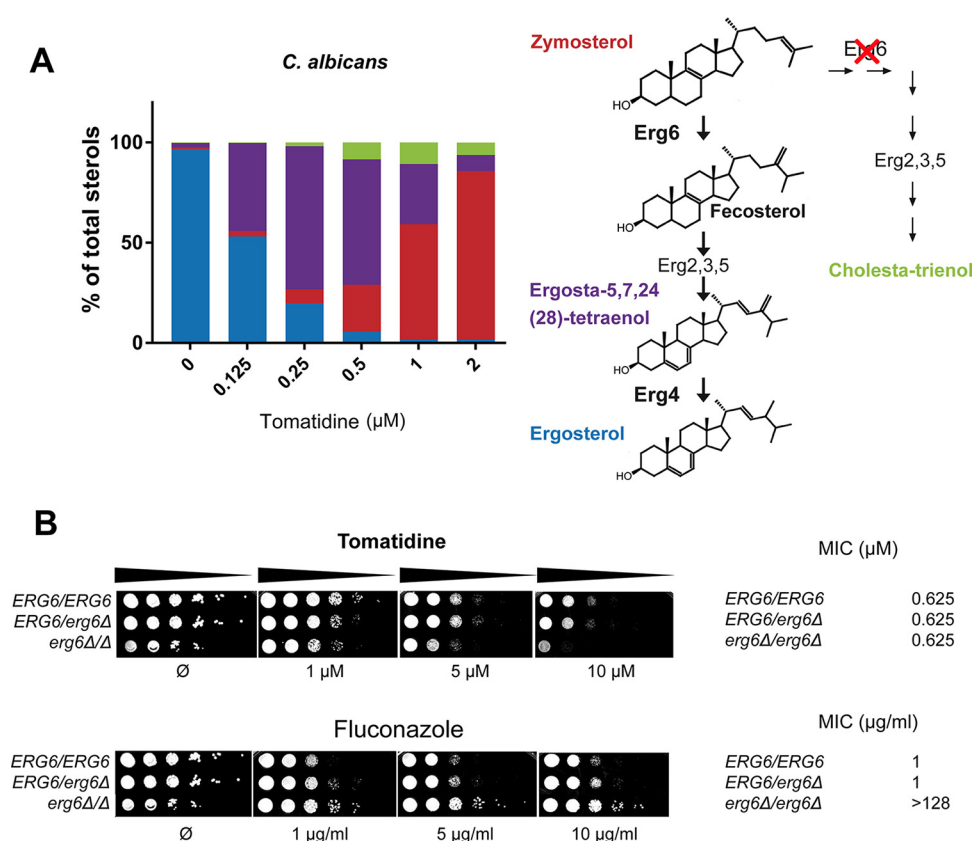 A
C. albicans
% of total sterols
100
50
0
0
0.125
0.25
0.5
1
2
Tomatidine (µM)
Zymosterol
HO
Erg6
Erg6
Fecosterol
HO
Erg2,3,5
Erg2,3,5
Cholesta-trienol
Ergosta-5,7,24
(28)-tetraenol
HO
Erg4
Ergosterol
HO
B
Tomatidine
MIC (µM)
ERG6/ERG6
ERG6/erg6Δ
erg6Δ/Δ
Ø
1 µM
5 µM
10 µM
ERG6/ERG6 0.625
ERG6/erg6Δ 0.625
erg6Δ/erg6Δ 0.625
Fluconazole
MIC (µg/ml)
ERG6/ERG6
ERG6/erg6Δ
erg6Δ/Δ
Ø
1 µg/ml
5 µg/ml
10 µg/ml
ERG6/ERG6 1
ERG6/erg6Δ 1
erg6Δ/erg6Δ >128